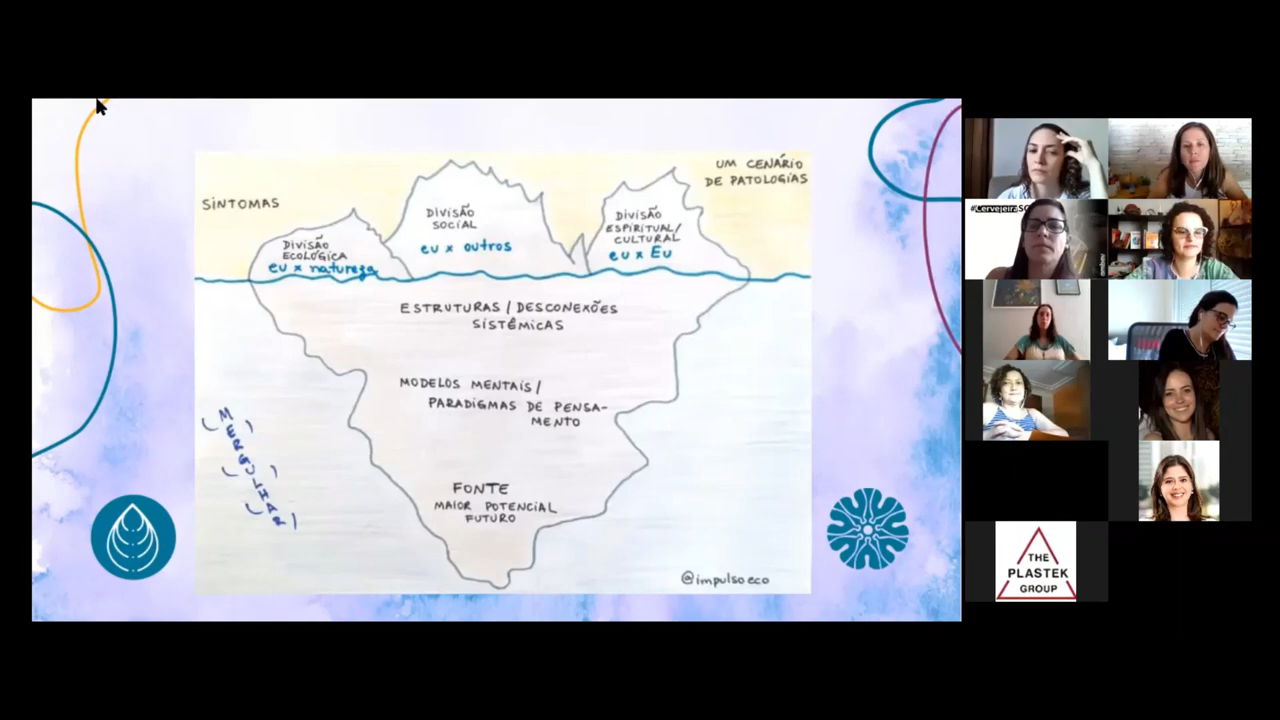 SINTOMAS
UM CENÁRIO
DE PATOLOGIAS
DIVISÃO
ECOLÓGICA
eu x natureza
DIVISÃO
SOCIAL
eu x outros
DIVISÃO
ESPIRITUAL/
CULTURAL
eu x Eu
ESTRUTURAS / DESCONEXÕES
SISTÊMICAS
MODELOS MENTAIS /
PARADIGMAS DE PENSA-
MENTO
MERGULHAR
FONTE
MAIOR POTENCIAL
FUTURO
@impulsoeco
THE
PLASTEK
GROUP